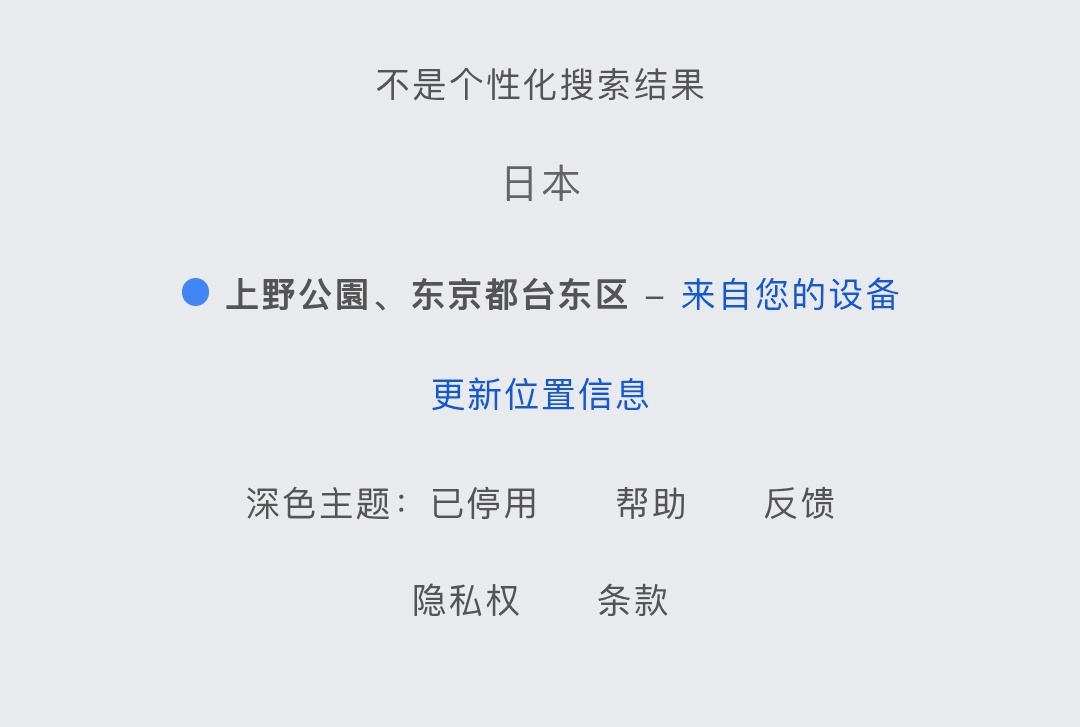 不是个性化搜索结果
日本
上野公園、东京都台东区 – 来自您的设备
更新位置信息
深色主题：已停用 帮助 反馈
隐私权 条款